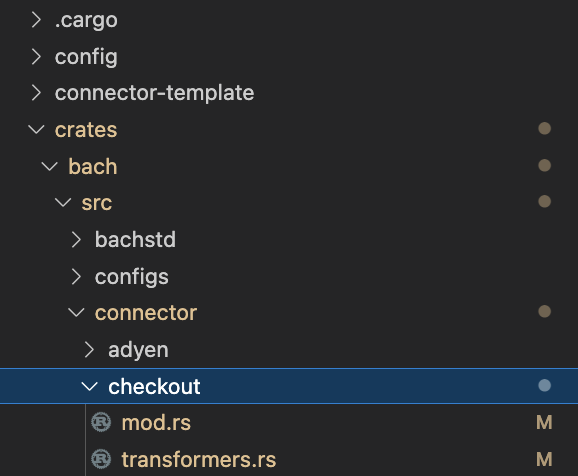 .cargo
config
connector-template
crates
bach
src
bachstd
configs
connector
adyen
checkout
mod.rs M
transformers.rs M